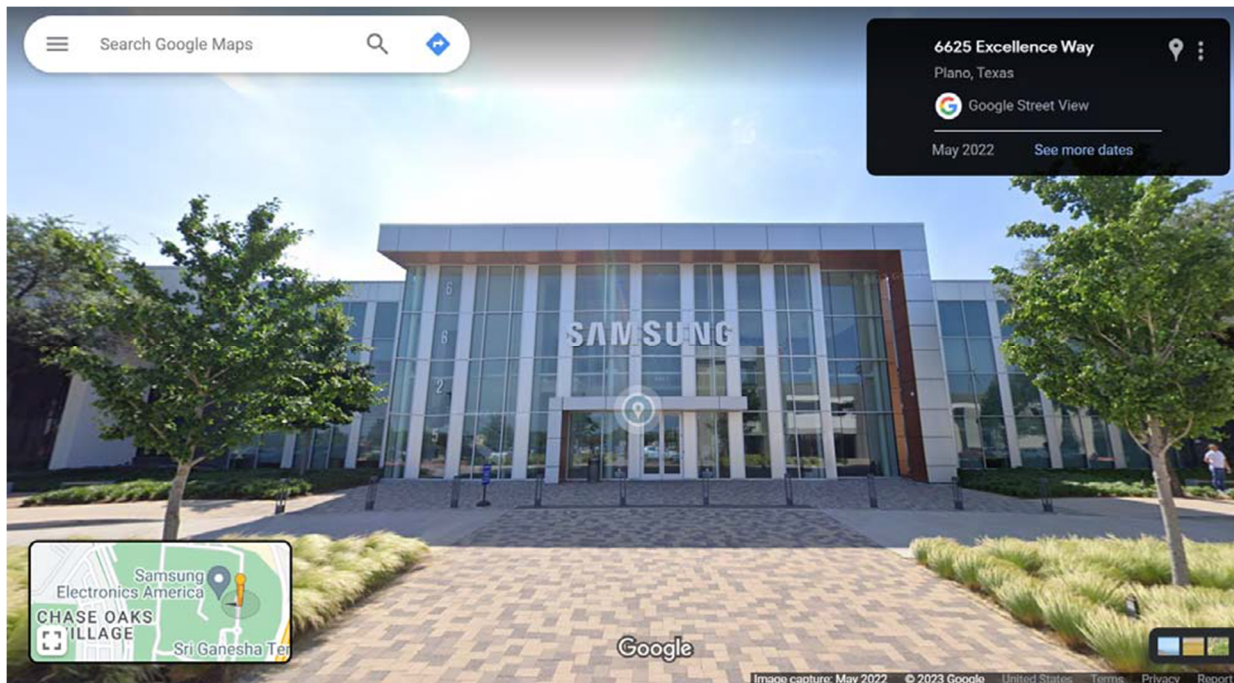 Search Google Maps
6625 Excellence Way
Plano, Texas
Google Street View
May 2022 See more dates
6
6
2
5
SAMSUNG
Samsung
Electronics America
CHASE OAKS
VILLAGE
Sri Ganesha Te
Google
Image capture: May 2022 © 2023 Google United States Terms Privacy Report